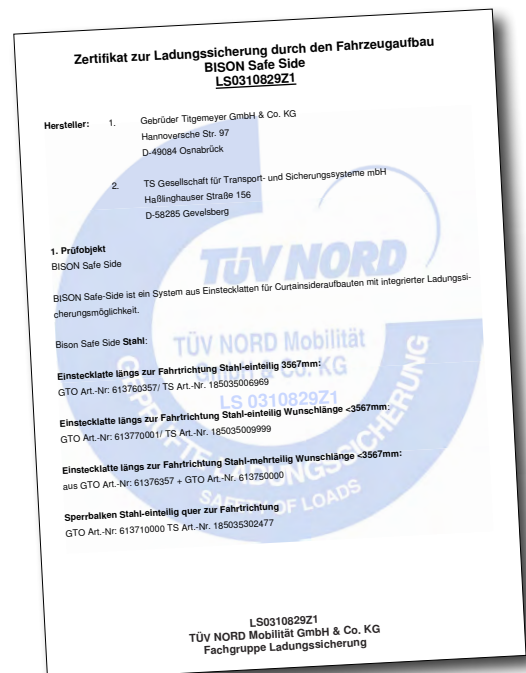 Zertifikat zur Ladungssicherung durch den Fahrzeugaufbau
BISON Safe Side
LS0310829Z1
Hersteller: 1. Gebrüder Titgemeyer GmbH & Co. KG
Hannoversche Str. 97
D-49084 Osnabrück
2. TS Gesellschaft für Transport- und Sicherungssysteme mbH
Haßlinghauser Straße 156
D-58285 Gevelsberg
1. Prüfobjekt
BISON Safe Side
TÜV NORD
BISON Safe-Side ist ein System aus Einstecklatten für Curtainsideraufbauten mit integrierter Ladungssi-
cherungsmöglichkeit.
Bison Safe Side Stahl:
TÜV NORD Mobilität
GmbH & Co. KG
LS 0310829Z1
GEPRÜFTE LADUNGSSICHERUNG
SAFETY OF LOADS
Einstecklatte längs zur Fahrtrichtung Stahl-einteilig 3567mm:
GTO Art.-Nr: 613760357/ TS Art.-Nr. 185035006969
Einstecklatte längs zur Fahrtrichtung Stahl-einteilig Wunschlänge <3567mm:
GTO Art.-Nr: 613770001/ TS Art.-Nr. 185035009999
Einstecklatte längs zur Fahrtrichtung Stahl-mehrteilig Wunschlänge <3567mm:
aus GTO Art.-Nr: 61376357 + GTO Art.-Nr. 613750000
Sperrbalken Stahl-einteilig quer zur Fahrtrichtung
GTO Art.-Nr: 613710000 TS Art.-Nr. 185035302477
LS0310829Z1
TÜV NORD Mobilität GmbH & Co. KG
Fachgruppe Ladungssicherung